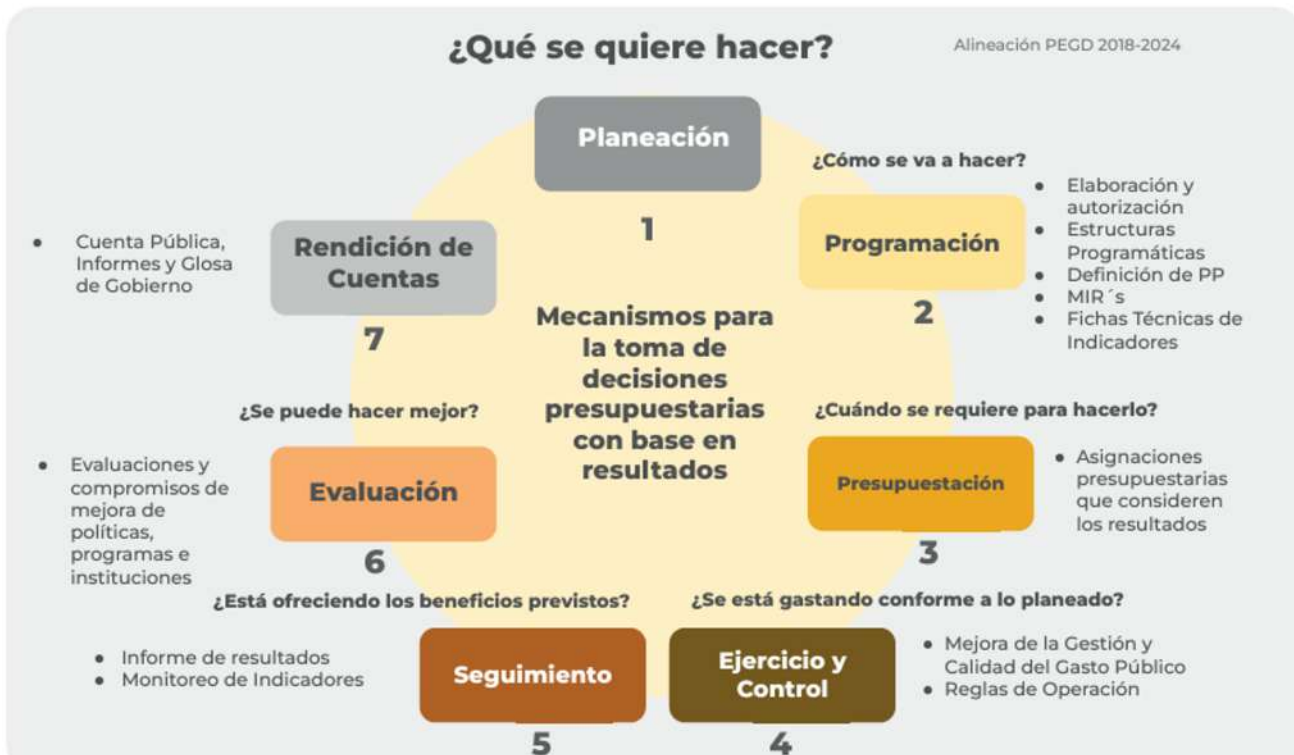 ¿Qué se quiere hacer?
Alineación PEGD 2018-2024
Planeación
1
¿Cómo se va a hacer?
Programación
2
● Elaboración y
autorización
● Estructuras
Programáticas
● Definición de PP
● MIR´s
● Fichas Técnicas de
Indicadores
● Cuenta Pública,
Informes y Glosa
de Gobierno
Rendición de
Cuentas
7
Mecanismos para
la toma de
decisiones
presupuestarias
con base en
resultados
¿Cuándo se requiere para hacerlo?
Presupuestación
3
● Asignaciones
presupuestarias
que consideren
los resultados
¿Se puede hacer mejor?
● Evaluaciones y
compromisos de
mejora de
políticas,
programas e
instituciones
Evaluación
6
¿Se está gastando conforme a lo planeado?
Ejercicio y
Control
4
● Mejora de la Gestión y
Calidad del Gasto Público
● Reglas de Operación
¿Está ofreciendo los beneficios previstos?
● Informe de resultados
● Monitoreo de Indicadores
Seguimiento
5